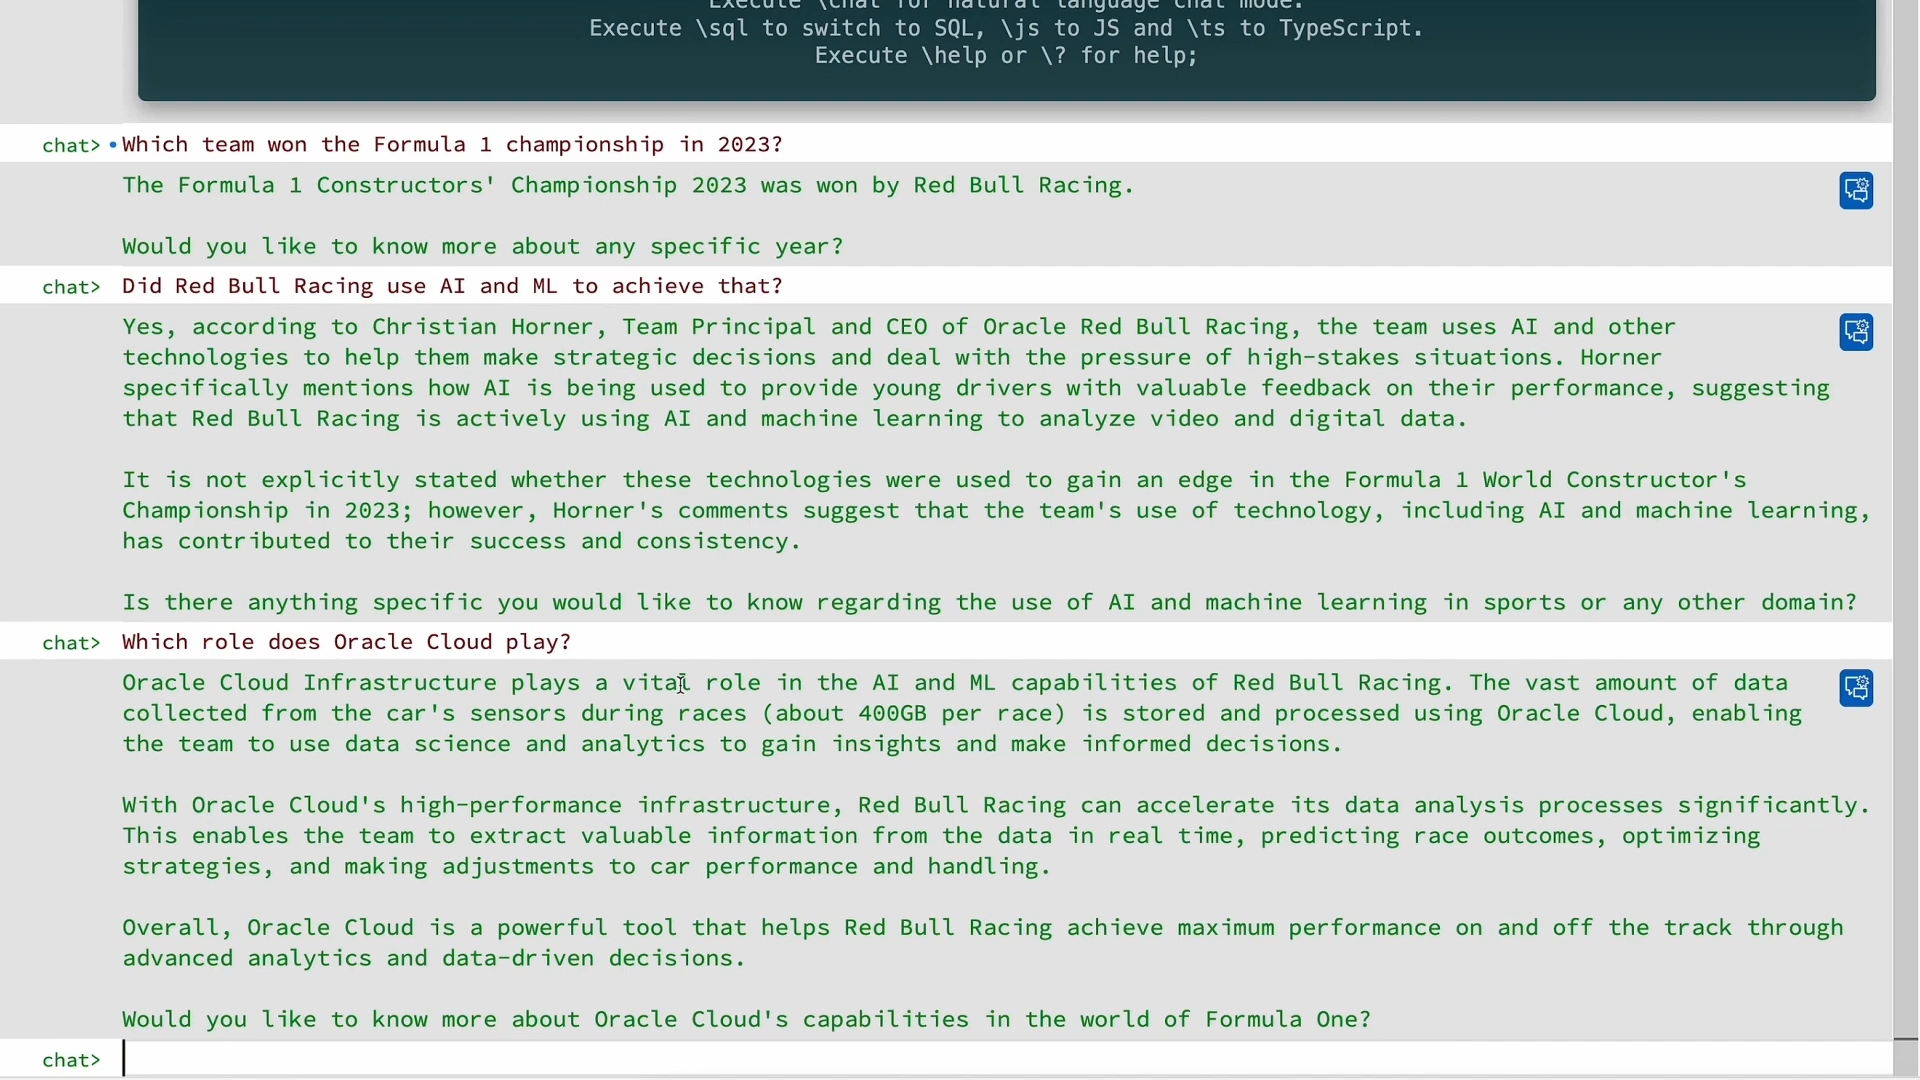 Execute \chat for natural language chat mode.
Execute \sql to switch to SQL, \js to JS and \ts to TypeScript.
Execute \help or \? for help;
chat> Which team won the Formula 1 championship in 2023?
The Formula 1 Constructors' Championship 2023 was won by Red Bull Racing.
Would you like to know more about any specific year?
chat> Did Red Bull Racing use AI and ML to achieve that?
Yes, according to Christian Horner, Team Principal and CEO of Oracle Red Bull Racing, the team uses AI and other
technologies to help them make strategic decisions and deal with the pressure of high-stakes situations. Horner
specifically mentions how AI is being used to provide young drivers with valuable feedback on their performance, suggesting
that Red Bull Racing is actively using AI and machine learning to analyze video and digital data.
It is not explicitly stated whether these technologies were used to gain an edge in the Formula 1 World Constructor's
Championship in 2023; however, Horner's comments suggest that the team's use of technology, including AI and machine learning,
has contributed to their success and consistency.
Is there anything specific you would like to know regarding the use of AI and machine learning in sports or any other domain?
chat> Which role does Oracle Cloud play?
Oracle Cloud Infrastructure plays a vital role in the AI and ML capabilities of Red Bull Racing. The vast amount of data
collected from the car's sensors during races (about 400GB per race) is stored and processed using Oracle Cloud, enabling
the team to use data science and analytics to gain insights and make informed decisions.
With Oracle Cloud's high-performance infrastructure, Red Bull Racing can accelerate its data analysis processes significantly.
This enables the team to extract valuable information from the data in real time, predicting race outcomes, optimizing
strategies, and making adjustments to car performance and handling.
Overall, Oracle Cloud is a powerful tool that helps Red Bull Racing achieve maximum performance on and off the track through
advanced analytics and data-driven decisions.
Would you like to know more about Oracle Cloud's capabilities in the world of Formula One?
chat>